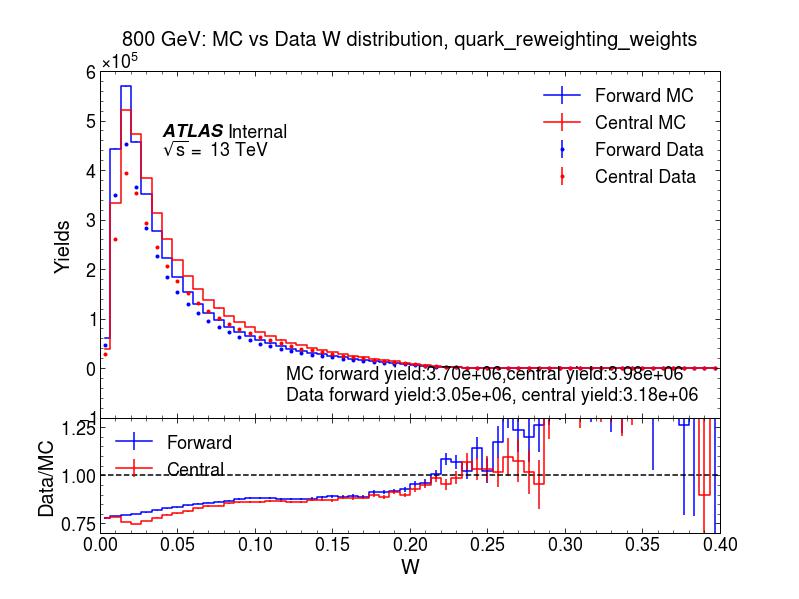 800 GeV: MC vs Data W distribution, quark_reweighting_weights
×10⁵
6
5
4
3
2
1
0
−1
Yields
ATLAS Internal
√s = 13 TeV
Forward MC
Central MC
Forward Data
Central Data
MC forward yield:3.70e+06,central yield:3.98e+06
Data forward yield:3.05e+06, central yield:3.18e+06
1.25
1.00
0.75
Data/MC
Forward
Central
0.00 0.05 0.10 0.15 0.20 0.25 0.30 0.35 0.40
W